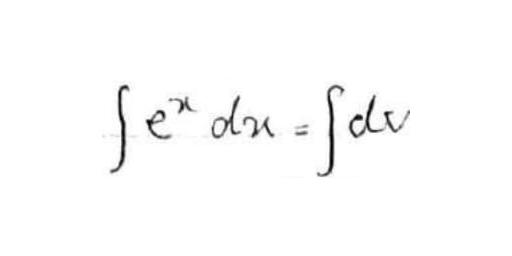 ∫ e^x dx = ∫ dv